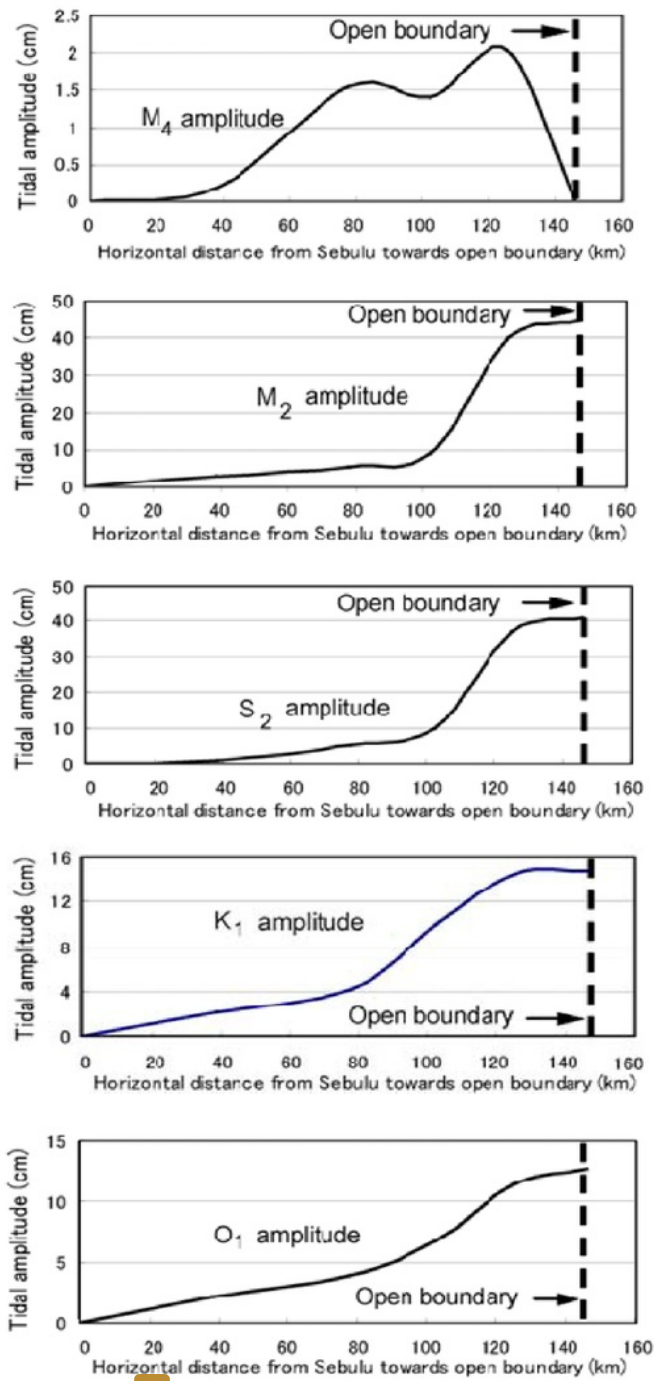 Tidal amplitude (cm)
2.5
2
1.5
1
0.5
0
Open boundary
M4 amplitude
0 20 40 60 80 100 120 140 160
Horizontal distance from Sebulu towards open boundary (km)
Tidal amplitude (cm)
50
40
30
20
10
0
Open boundary
M2 amplitude
0 20 40 60 80 100 120 140 160
Horizontal distance from Sebulu towards open boundary (km)
Tidal amplitude (cm)
50
40
30
20
10
0
Open boundary
S2 amplitude
0 20 40 60 80 100 120 140 160
Horizontal distance from Sebulu towards open boundary (km)
Tidal amplitude (cm)
16
12
8
4
0
K1 amplitude
Open boundary
0 20 40 60 80 100 120 140 160
Horizontal distance from Sebulu towards open boundary (km)
Tidal amplitude (cm)
15
10
5
0
O1 amplitude
Open boundary
0 20 40 60 80 100 120 140 160
Horizontal distance from Sebulu towards open boundary (km)